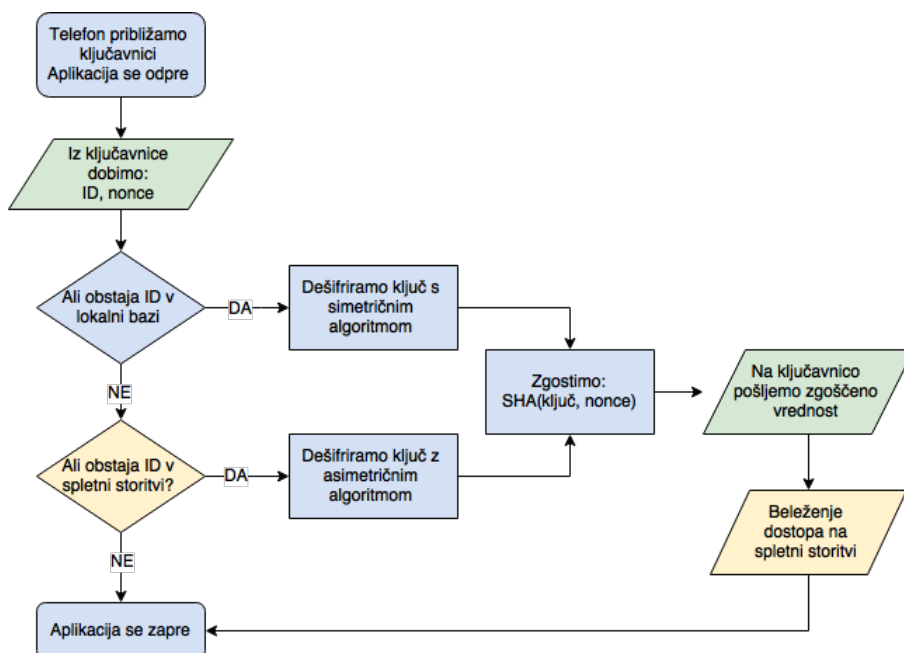 Telefon približamo
ključavnici
Aplikacija se odpre
Iz ključavnice
dobimo:
ID, nonce
Ali obstaja ID v
lokalni bazi
DA
Dešifriramo ključ s
simetričnim
algoritmom
NE
Zgostimo:
SHA(ključ, nonce)
Na ključavnico
pošljemo zgoščeno
vrednost
Ali obstaja ID v
spletni storitvi?
DA
Dešifriramo ključ z
asimetričnim
algoritmom
Beleženje
dostopa na
spletni storitvi
NE
Aplikacija se zapre